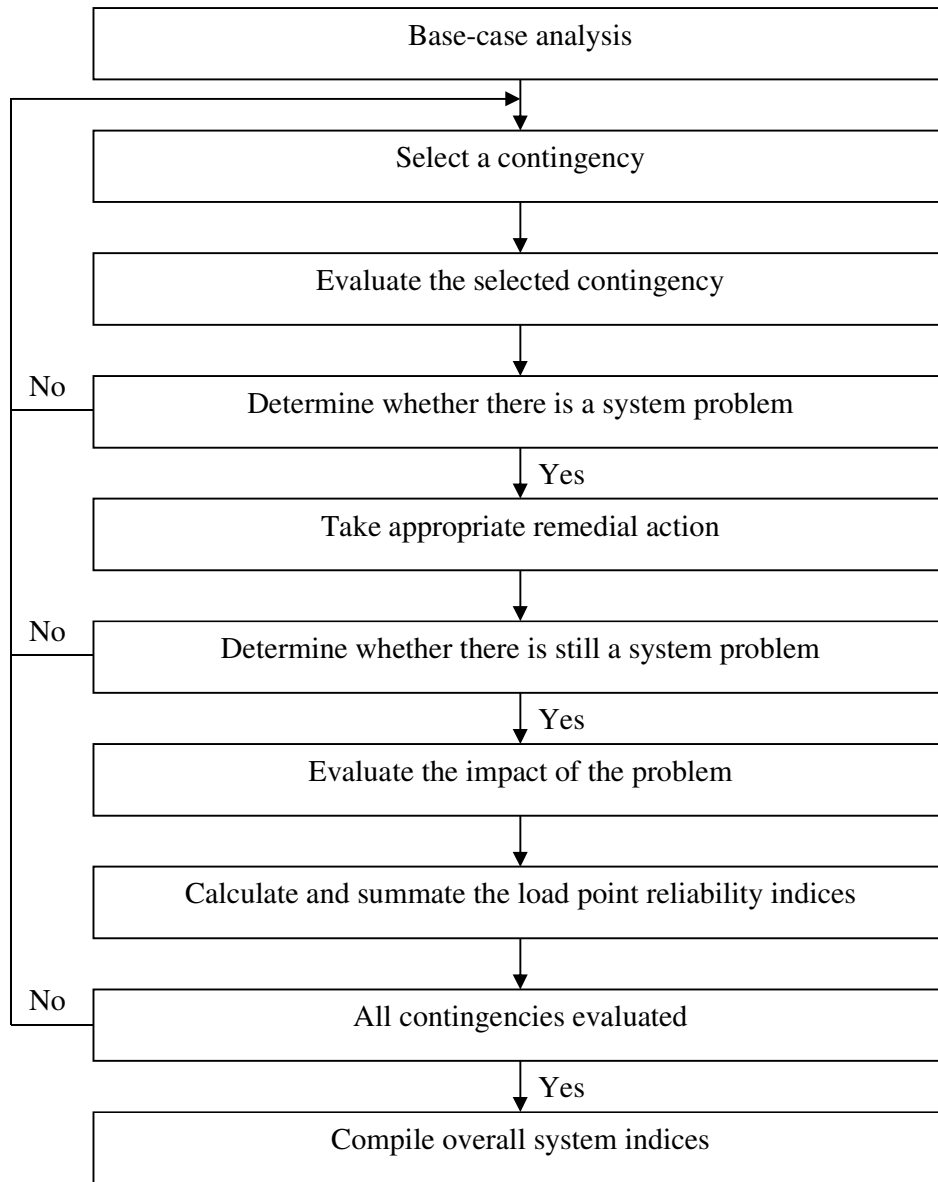 Base-case analysis
Select a contingency
Evaluate the selected contingency
No
Determine whether there is a system problem
Yes
Take appropriate remedial action
No
Determine whether there is still a system problem
Yes
Evaluate the impact of the problem
Calculate and summate the load point reliability indices
No
All contingencies evaluated
Yes
Compile overall system indices